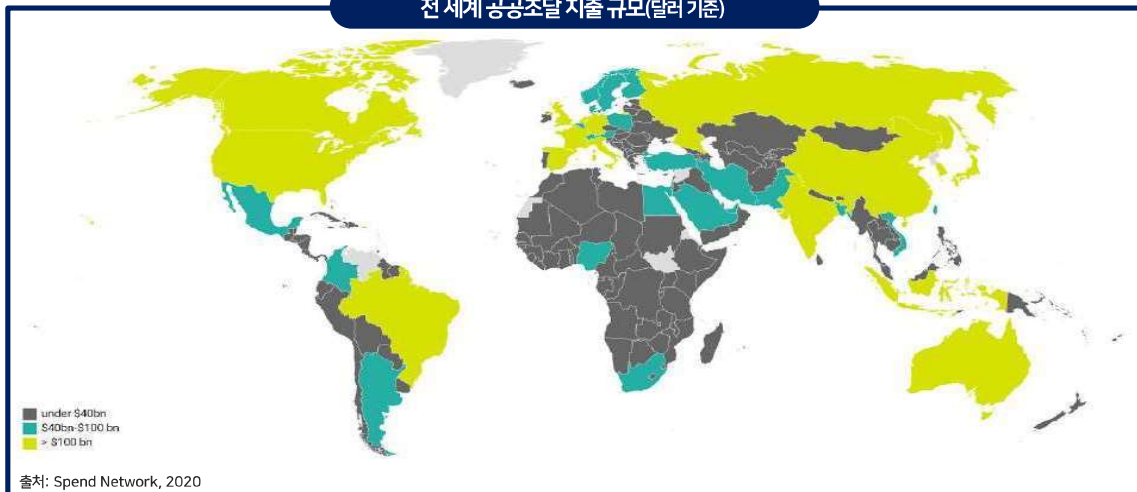 전 세계 공공조달 지출 규모(달러 기준)
under $40bn
$40bn-$100 bn
> $100 bn
출처: Spend Network, 2020